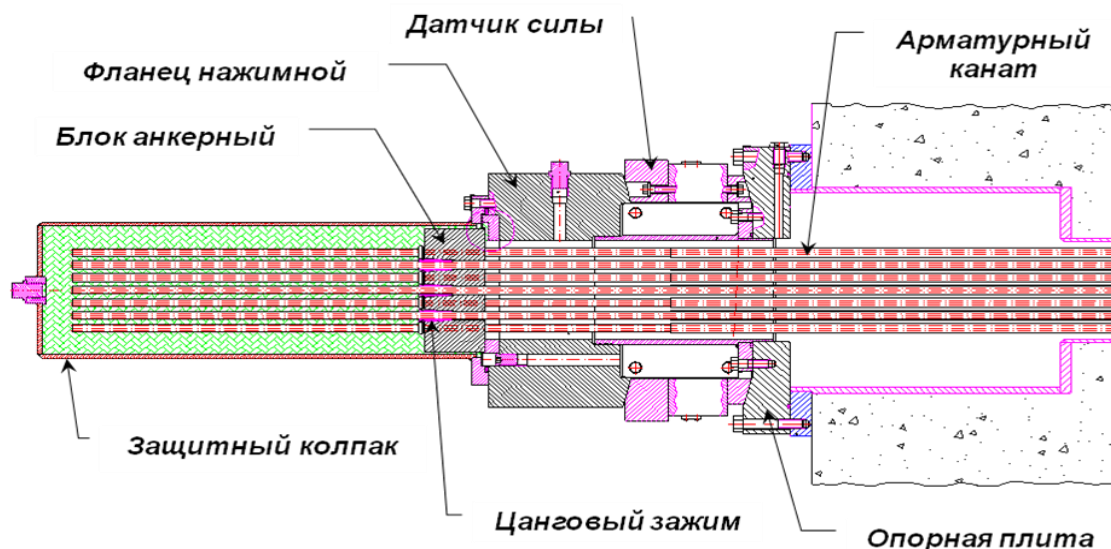 Датчик силы
Арматурный
канат
Фланец нажимной
Блок анкерный
Защитный колпак
Цанговый зажим
Опорная плита